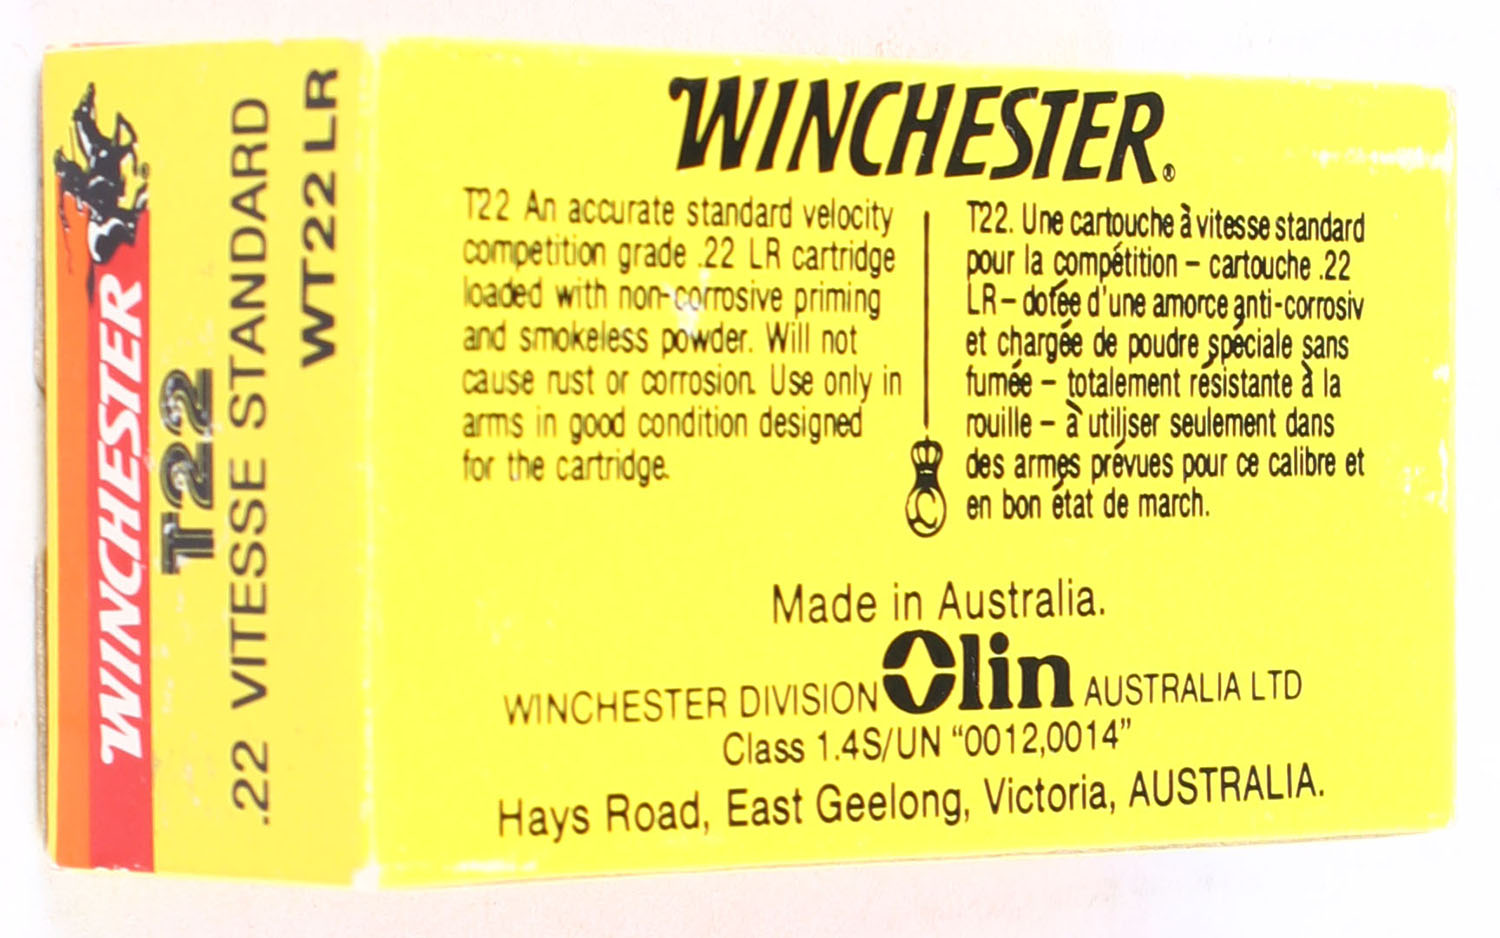 WINCHESTER
T22
.22 VITESSE STANDARD
WT22 LR
WINCHESTER®
T22 An accurate standard velocity
competition grade .22 LR cartridge
loaded with non-corrosive priming
and smokeless powder. Will not
cause rust or corrosion. Use only in
arms in good condition designed
for the cartridge.
T22. Une cartouche à vitesse standard
pour la compétition – cartouche .22
LR – dotée d'une amorce anti-corrosiv
et chargée de poudre spéciale sans
fumée – totalement résistante à la
rouille – à utiliser seulement dans
des armes prévues pour ce calibre et
en bon état de march.
Made in Australia.
WINCHESTER DIVISION Olin AUSTRALIA LTD
Class 1.4S/UN “0012,0014”
Hays Road, East Geelong, Victoria, AUSTRALIA.